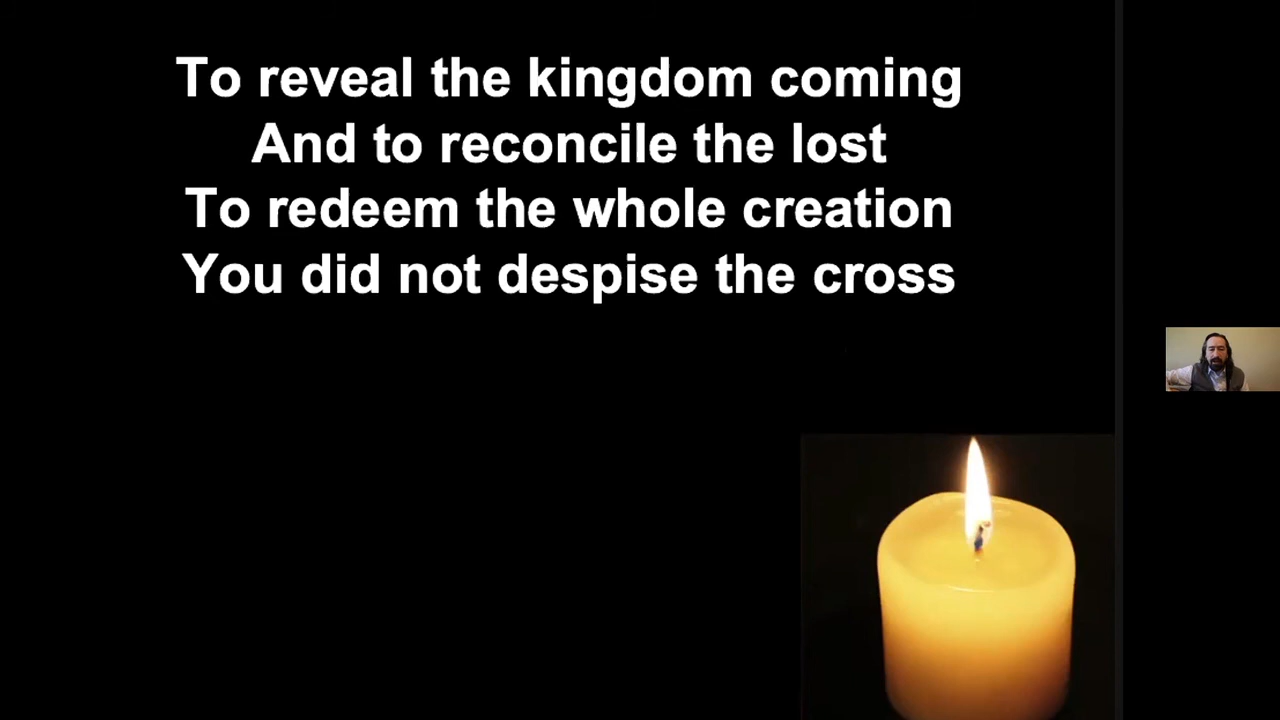 To reveal the kingdom coming
And to reconcile the lost
To redeem the whole creation
You did not despise the cross